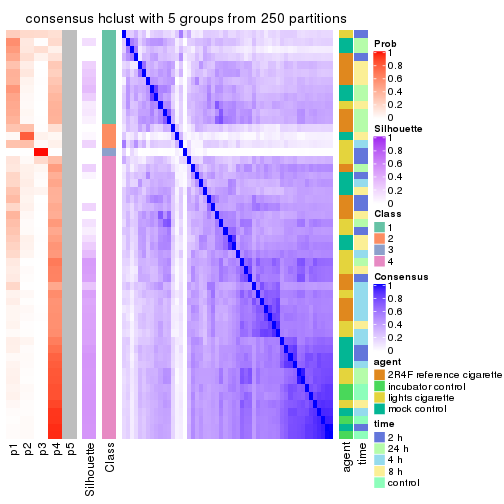 consensus hclust with 5 groups from 250 partitions
Prob
1
0.8
0.6
0.4
0.2
0
Silhouette
1
0.8
0.6
0.4
0.2
0
Class
1
2
3
4
Consensus
1
0.8
0.6
0.4
0.2
0
agent
2R4F reference cigarette
incubator control
lights cigarette
mock control
time
2 h
24 h
4 h
8 h
control
p1
p2
p3
p4
p5
Silhouette
Class
agent
time